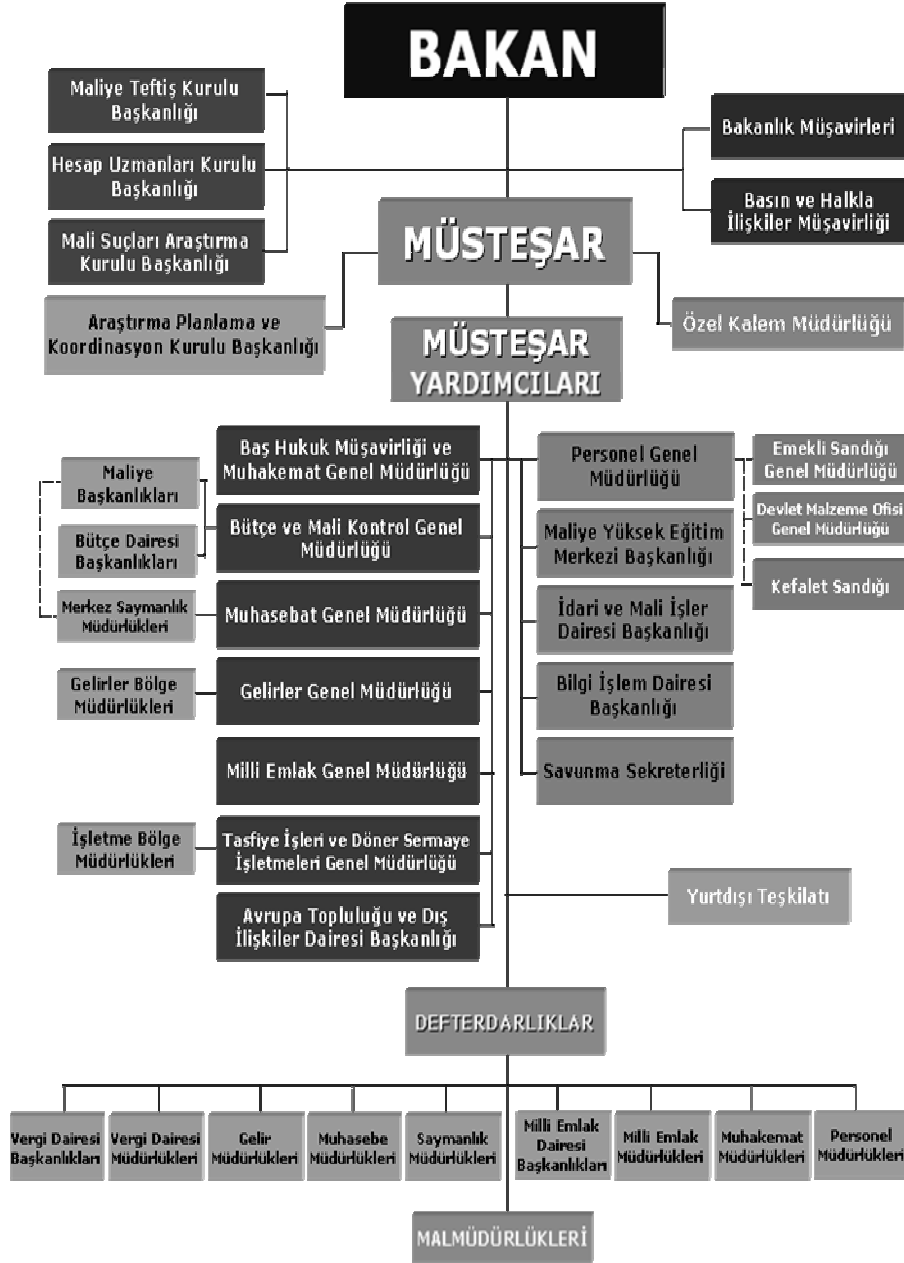 BAKAN
Maliye Teftiş Kurulu
Başkanlığı
Hesap Uzmanları Kurulu
Başkanlığı
Mali Suçları Araştırma
Kurulu Başkanlığı
Bakanlık Müşavirleri
Basın ve Halkla
İlişkiler Müşavirliği
MÜSTEŞAR
Araştırma Planlama ve
Koordinasyon Kurulu Başkanlığı
Özel Kalem Müdürlüğü
MÜSTEŞAR
YARDIMCILARI
Baş Hukuk Müşavirliği ve
Muhakemat Genel Müdürlüğü
Bütçe ve Mali Kontrol Genel
Müdürlüğü
Muhasebat Genel Müdürlüğü
Gelirler Genel Müdürlüğü
Milli Emlak Genel Müdürlüğü
Tasfiye İşleri ve Döner Sermaye
İşletmeleri Genel Müdürlüğü
Avrupa Topluluğu ve Dış
İlişkiler Dairesi Başkanlığı
Maliye
Başkanlıkları
Bütçe Dairesi
Başkanlıkları
Merkez Saymanlık
Müdürlükleri
Gelirler Bölge
Müdürlükleri
İşletme Bölge
Müdürlükleri
Personel Genel
Müdürlüğü
Maliye Yüksek Eğitim
Merkezi Başkanlığı
İdari ve Mali İşler
Dairesi Başkanlığı
Bilgi İşlem Dairesi
Başkanlığı
Savunma Sekreterliği
Emekli Sandığı
Genel Müdürlüğü
Devlet Malzeme Ofisi
Genel Müdürlüğü
Kefalet Sandığı
Yurtdışı Teşkilatı
DEFTERDARLIKLAR
Vergi Dairesi
Başkanlıkları
Vergi Dairesi
Müdürlükleri
Gelir
Müdürlükleri
Muhasebe
Müdürlükleri
Saymanlık
Müdürlükleri
Milli Emlak
Dairesi
Başkanlıkları
Milli Emlak
Müdürlükleri
Muhakemat
Müdürlükleri
Personel
Müdürlükleri
MALMÜDÜRLÜKLERİ